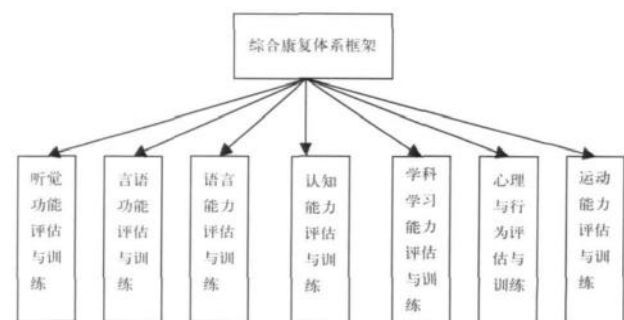 综合康复体系框架
听觉
功能
评估
与训
练
言语
功能
评估
与训
练
语言
能力
评估
与训
练
认知
能力
评估
与训
练
学科
学习
能力
评估
与训
练
心理
与行
为评
估与
训练
运动
能力
评估
与训
练